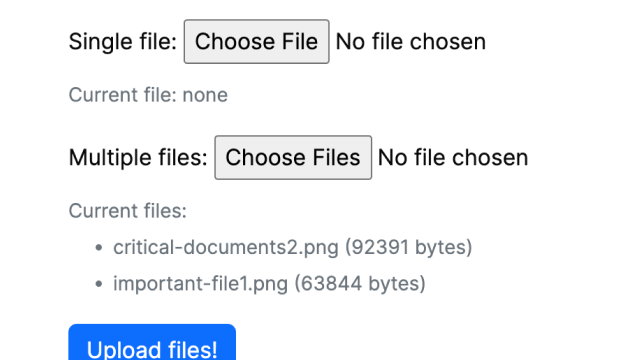 Single file: Choose File No file chosen
Current file: none
Multiple files: Choose Files No file chosen
Current files:
• critical-documents2.png (92391 bytes)
• important-file1.png (63844 bytes)
Upload files!